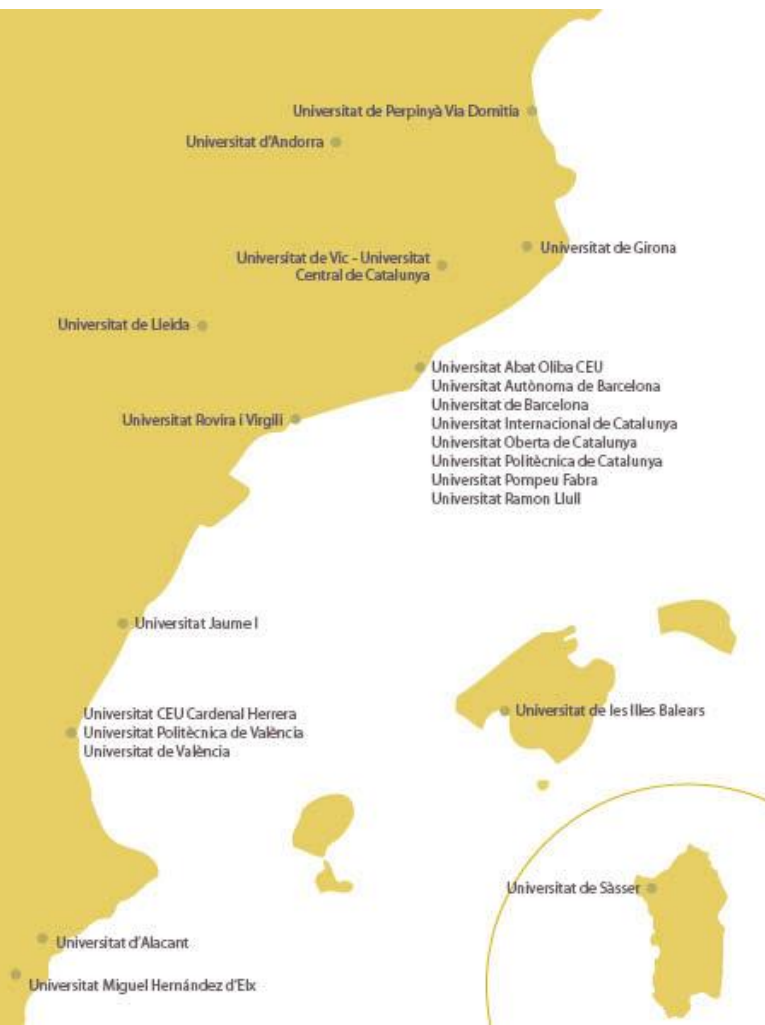 Universitat de Perpinyà Via Domitia
Universitat d'Andorra
Universitat de Girona
Universitat de Vic - Universitat
Central de Catalunya
Universitat de Lleida
Universitat Abat Oliba CEU
Universitat Autònoma de Barcelona
Universitat de Barcelona
Universitat Internacional de Catalunya
Universitat Oberta de Catalunya
Universitat Politècnica de Catalunya
Universitat Pompeu Fabra
Universitat Ramon Llull
Universitat Rovira i Virgili
Universitat Jaume I
Universitat de les Illes Balears
Universitat CEU Cardenal Herrera
Universitat Politècnica de València
Universitat de València
Universitat de Sàsser
Universitat d'Alacant
Universitat Miguel Hernández d'Elx